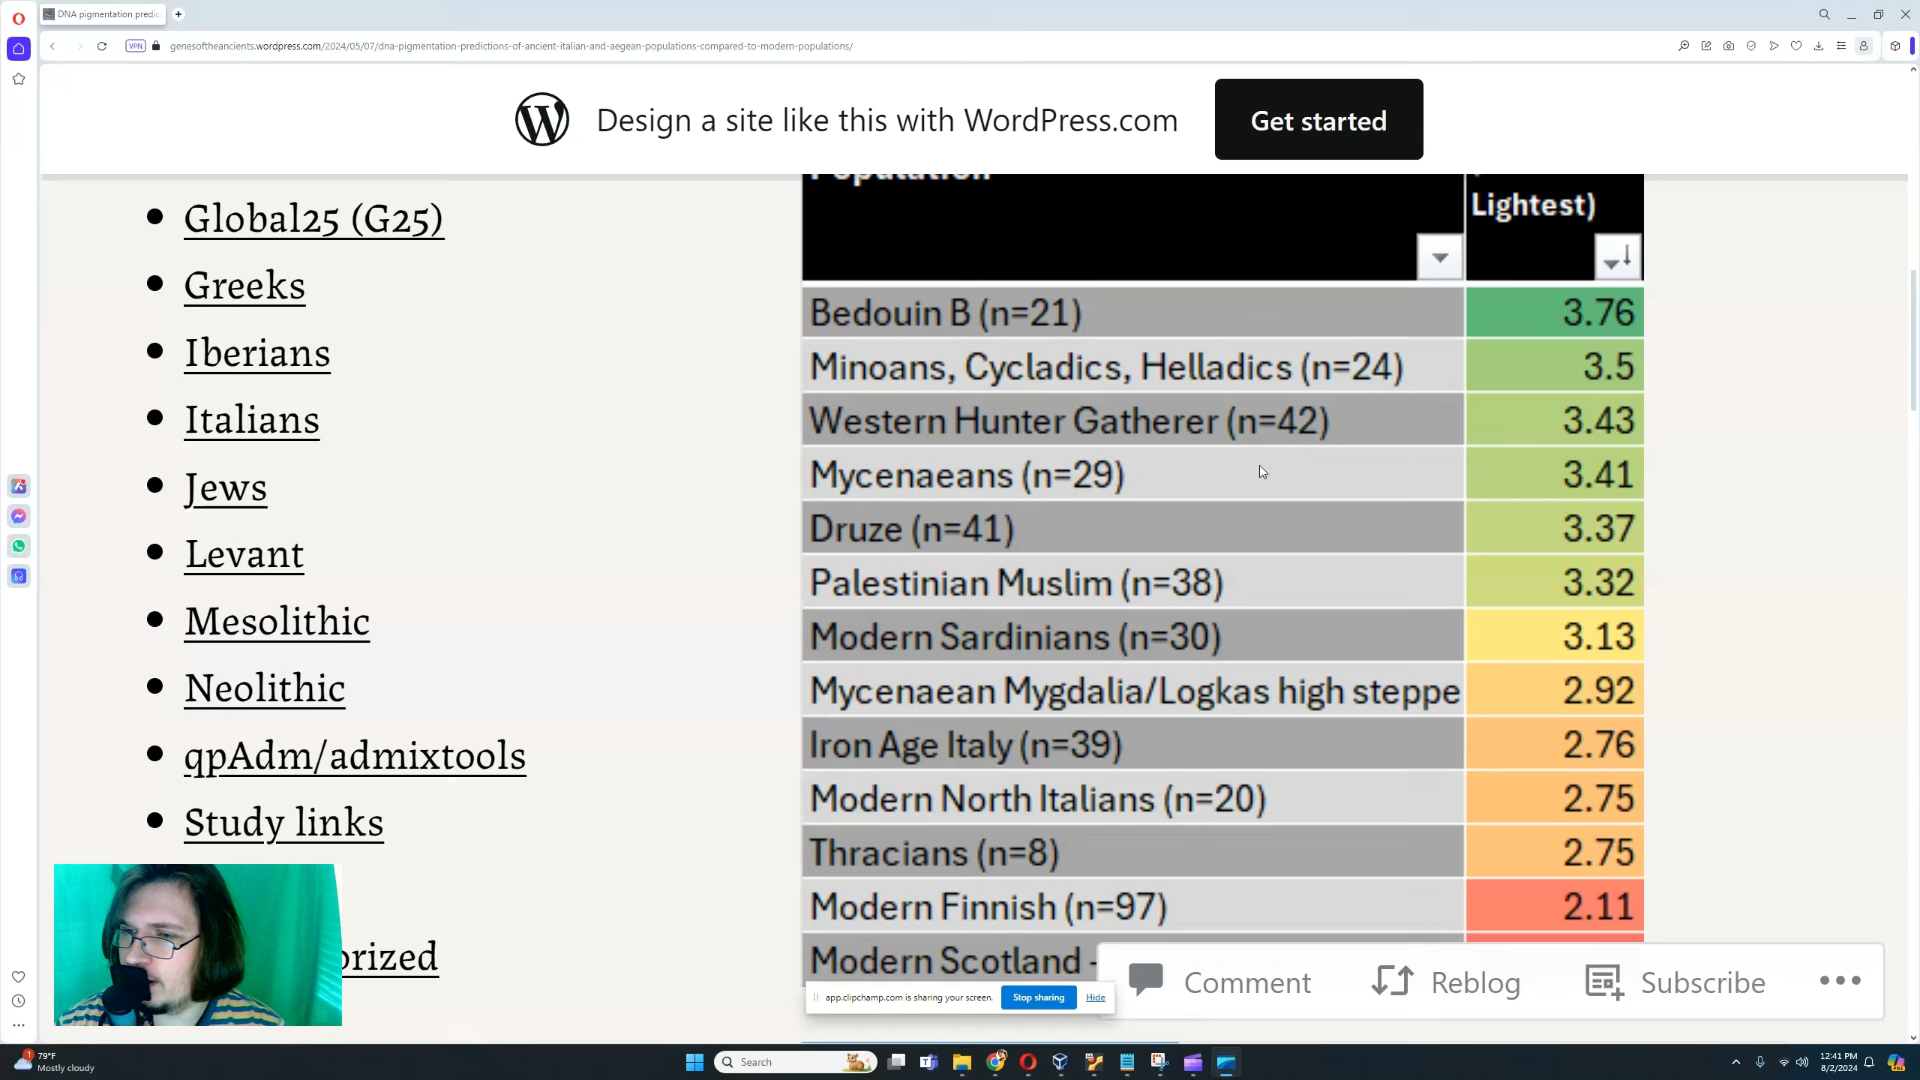 DNA pigmentation predic
VPN
genesoftheancients.wordpress.com/2024/05/07/dna-pigmentation-predictions-of-ancient-italian-and-aegean-populations-compared-to-modern-populations/
Design a site like this with WordPress.com
Get started
Global25 (G25)
Greeks
Iberians
Italians
Jews
Levant
Mesolithic
Neolithic
qpAdm/admixtools
Study links
orized
Population
Lightest)
Bedouin B (n=21) 3.76
Minoans, Cycladics, Helladics (n=24) 3.5
Western Hunter Gatherer (n=42) 3.43
Mycenaeans (n=29) 3.41
Druze (n=41) 3.37
Palestinian Muslim (n=38) 3.32
Modern Sardinians (n=30) 3.13
Mycenaean Mygdalia/Logkas high steppe 2.92
Iron Age Italy (n=39) 2.76
Modern North Italians (n=20) 2.75
Thracians (n=8) 2.75
Modern Finnish (n=97) 2.11
Modern Scotland -
Comment
Reblog
Subscribe
app.clipchamp.com is sharing your screen.
Stop sharing
Hide
1
79°F
Mostly cloudy
Search
12:41 PM
8/2/2024